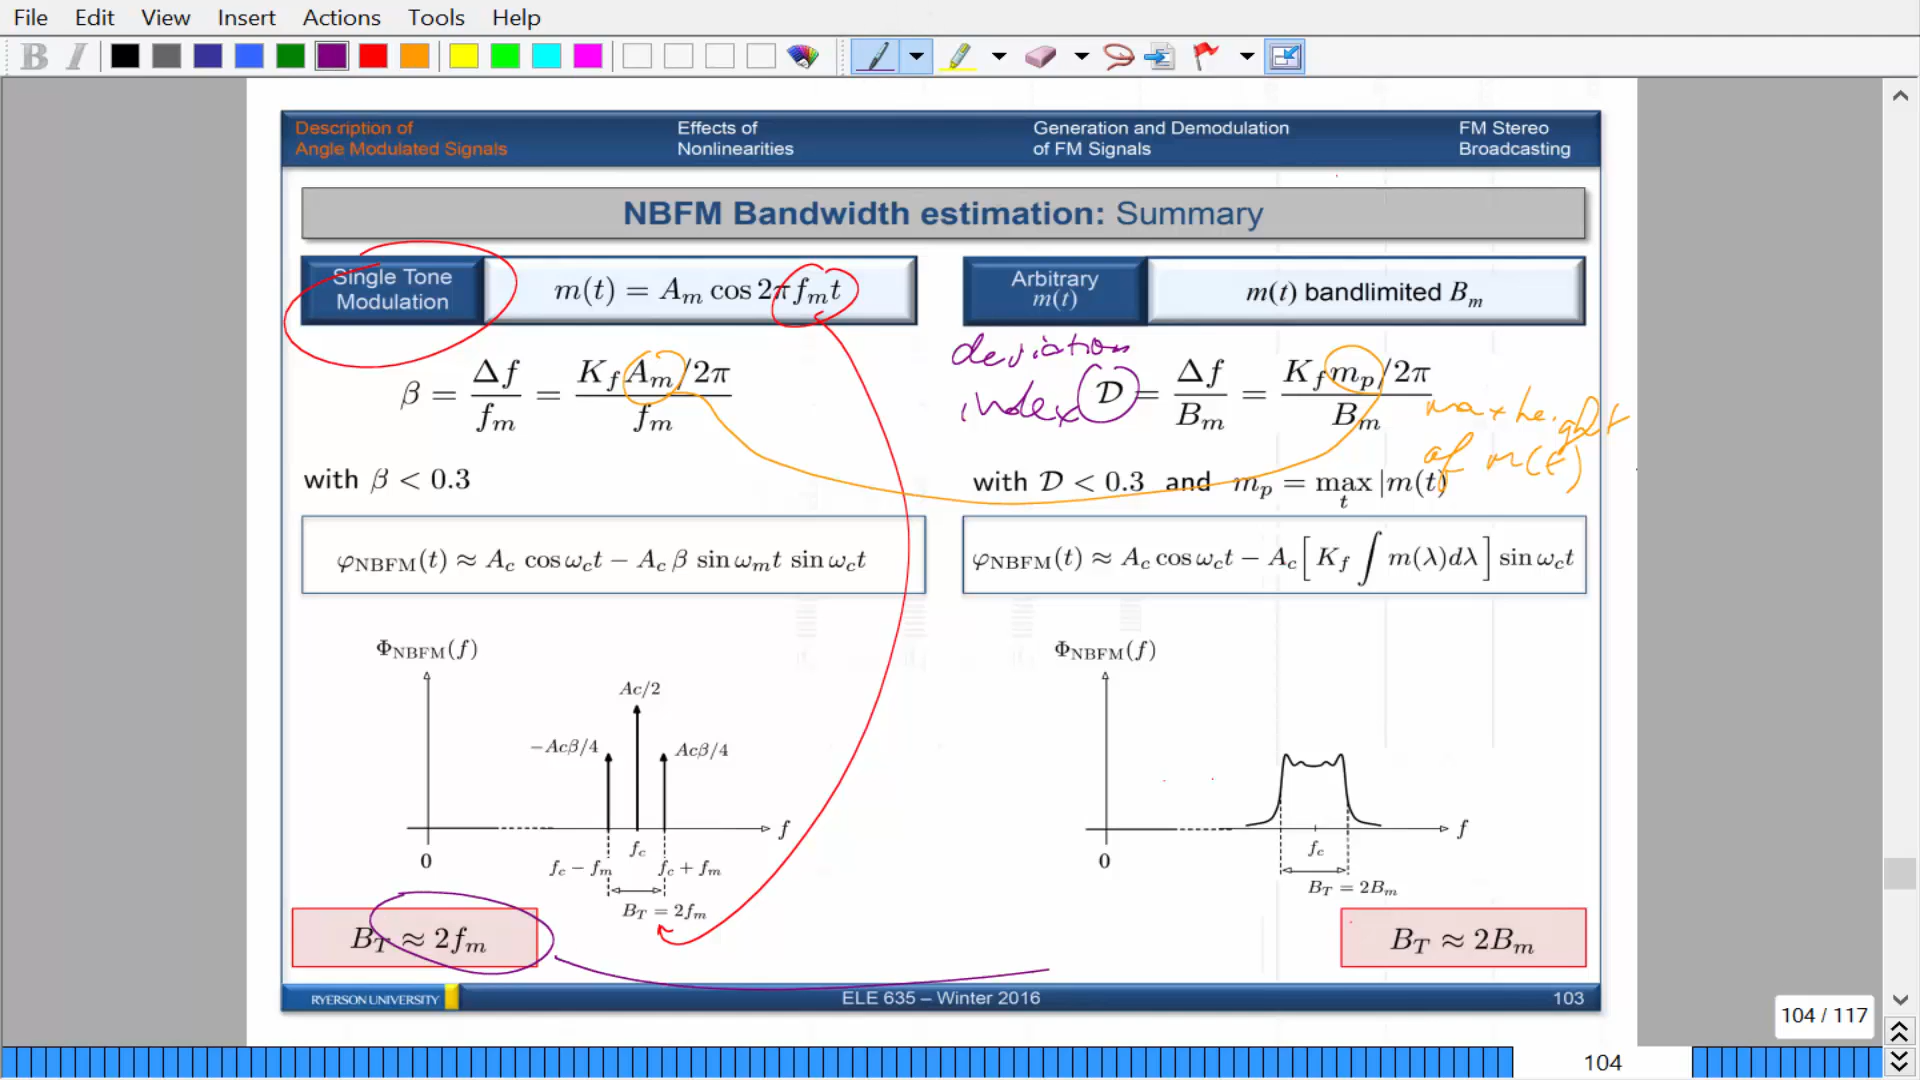 File Edit View Insert Actions Tools Help
B I
Description of
Angle Modulated Signals
Effects of
Nonlinearities
Generation and Demodulation
of FM Signals
FM Stereo
Broadcasting
NBFM Bandwidth estimation: Summary
Single Tone
Modulation
m(t) = A_m cos 2πf_m t
Arbitrary
m(t)
m(t) bandlimited B_m
β = Δf / f_m = (K_f A_m/2π) / f_m
deviation
index D = Δf / B_m = (K_f m_p/2π) / B_m
max height
of m(t)
with β < 0.3
with D < 0.3 and m_p = max_t |m(t)
φ_NBFM(t) ≈ A_c cos ω_c t − A_c β sin ω_m t sin ω_c t
φ_NBFM(t) ≈ A_c cos ω_c t − A_c [ K_f ∫ m(λ)dλ ] sin ω_c t
Φ_NBFM(f)
Ac/2
−Acβ/4
Acβ/4
f
0
f_c
f_c − f_m
f_c + f_m
B_T = 2f_m
B_T ≈ 2f_m
Φ_NBFM(f)
f
0
f_c
B_T = 2B_m
B_T ≈ 2B_m
RYERSON UNIVERSITY
ELE 635 – Winter 2016
103
104 / 117
104